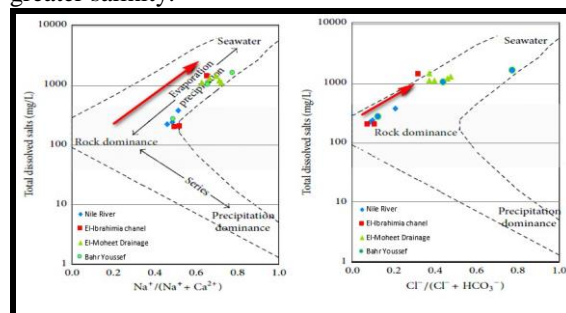 greater salinity.
10000
1000
100
10
1
Total dissolved salts (mg/L)
Seawater
Evaporation
precipitation
Rock dominance
Series
Precipitation
dominance
Nile River
El-Ibrahimia chanel
El-Moheet Drainage
Bahr Youssef
0.0 0.2 0.4 0.6 0.8 1.0
Na⁺/(Na⁺+ Ca²⁺)
10000
1000
100
10
1
Total dissolved salts (mg/L)
Seawater
Rock dominance
Precipitation
dominance
Nile River
El-Ibrahimia chanel
El-Moheet Drainage
Bahr Youssef
0.0 0.2 0.4 0.6 0.8 1.0
Cl⁻/(Cl⁻ + HCO₃⁻)